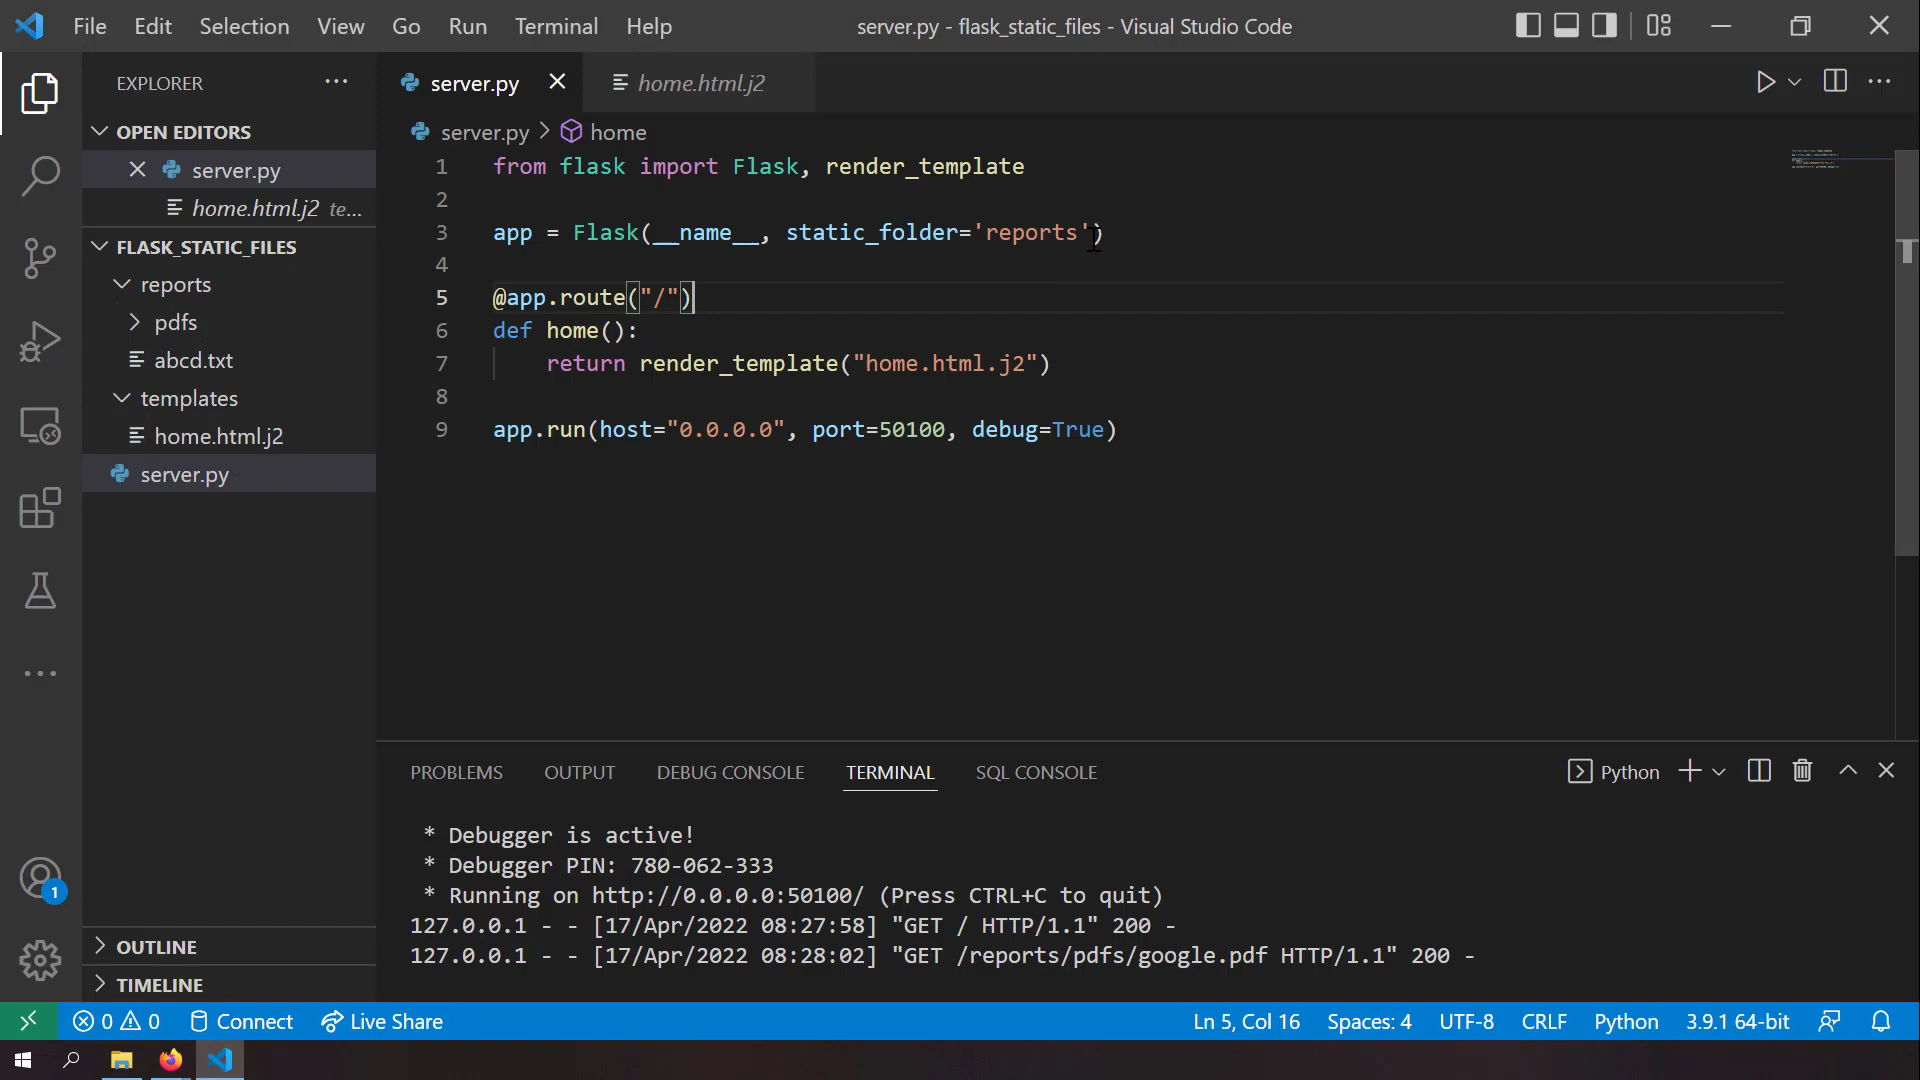 File Edit Selection View Go Run Terminal Help
server.py - flask_static_files - Visual Studio Code
EXPLORER
OPEN EDITORS
server.py
home.html.j2 te...
FLASK_STATIC_FILES
reports
pdfs
abcd.txt
templates
home.html.j2
server.py
OUTLINE
TIMELINE
server.py
home.html.j2
server.py > home
1 from flask import Flask, render_template
2
3 app = Flask(__name__, static_folder='reports')
4
5 @app.route("/")
6 def home():
7 return render_template("home.html.j2")
8
9 app.run(host="0.0.0.0", port=50100, debug=True)
PROBLEMS OUTPUT DEBUG CONSOLE TERMINAL SQL CONSOLE
Python
* Debugger is active!
* Debugger PIN: 780-062-333
* Running on http://0.0.0.0:50100/ (Press CTRL+C to quit)
127.0.0.1 - - [17/Apr/2022 08:27:58] "GET / HTTP/1.1" 200 -
127.0.0.1 - - [17/Apr/2022 08:28:02] "GET /reports/pdfs/google.pdf HTTP/1.1" 200 -
1
0 0 Connect Live Share
Ln 5, Col 16 Spaces: 4 UTF-8 CRLF Python 3.9.1 64-bit